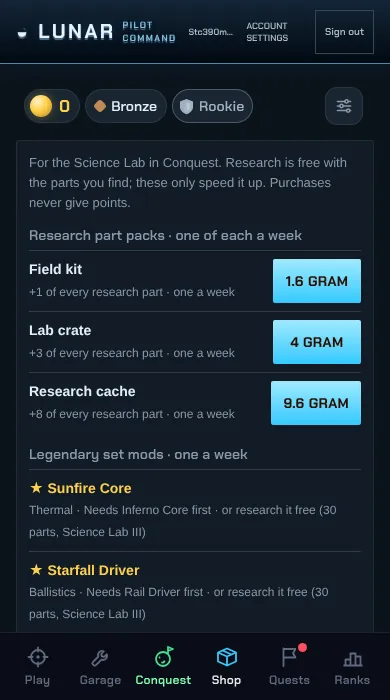 LUNAR
PILOT
COMMAND
Stc390m...
ACCOUNT
SETTINGS
Sign out
0
Bronze
Rookie
For the Science Lab in Conquest. Research is free with
the parts you find; these only speed it up. Purchases
never give points.
Research part packs · one of each a week
Field kit
+1 of every research part · one a week
1.6 GRAM
Lab crate
+3 of every research part · one a week
4 GRAM
Research cache
+8 of every research part · one a week
9.6 GRAM
Legendary set mods · one a week
★ Sunfire Core
Thermal · Needs Inferno Core first · or research it free (30
parts, Science Lab III)
★ Starfall Driver
Ballistics · Needs Rail Driver first · or research it free (30
parts, Science Lab III)
Play
Garage
Conquest
Shop
Quests
Ranks